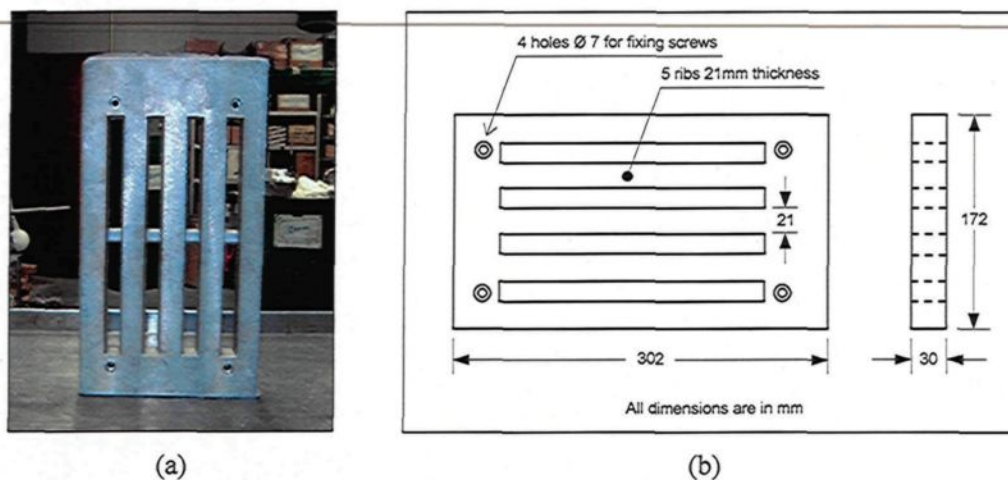 4 holes Ø 7 for fixing screws
5 ribs 21mm thickness
21
172
302
30
All dimensions are in mm
(a)
(b)